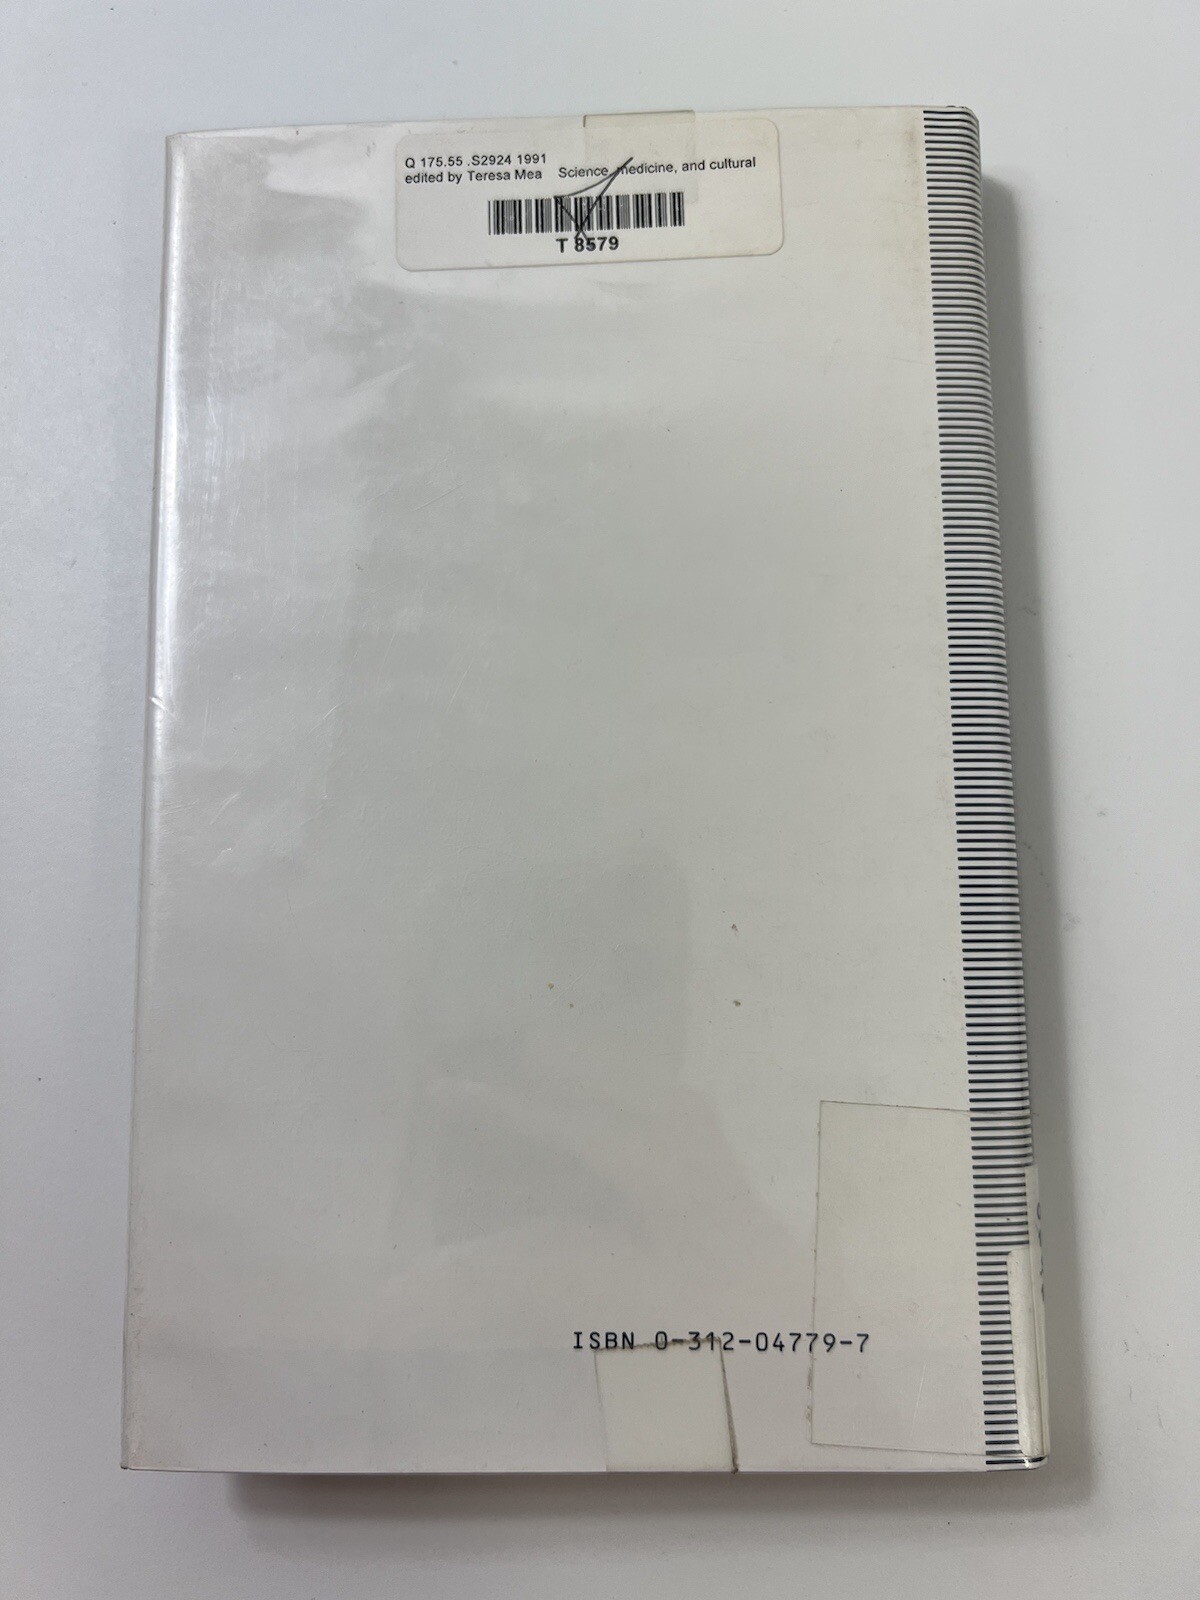 Q 175.55 .S2924 1991
edited by Teresa Mea Science, medicine, and cultural
T 8579
ISBN 0-312-04779-7